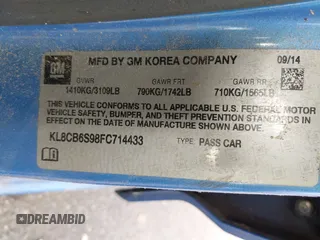 GM
MFD BY GM KOREA COMPANY 09/14
GVWR GAWR FRT GAWR RR
1410KG/3109LB 790KG/1742LB 710KG/1565LB
THIS VEHICLE CONFORMS TO ALL APPLICABLE U.S. FEDERAL MOTOR
VEHICLE SAFETY, BUMPER, AND THEFT PREVENTION STANDARDS
IN EFFECT ON THE DATE OF MANUFACTURE SHOWN ABOVE.
KL8CB6S98FC714433 TYPE: PASS CAR
DREAMBID